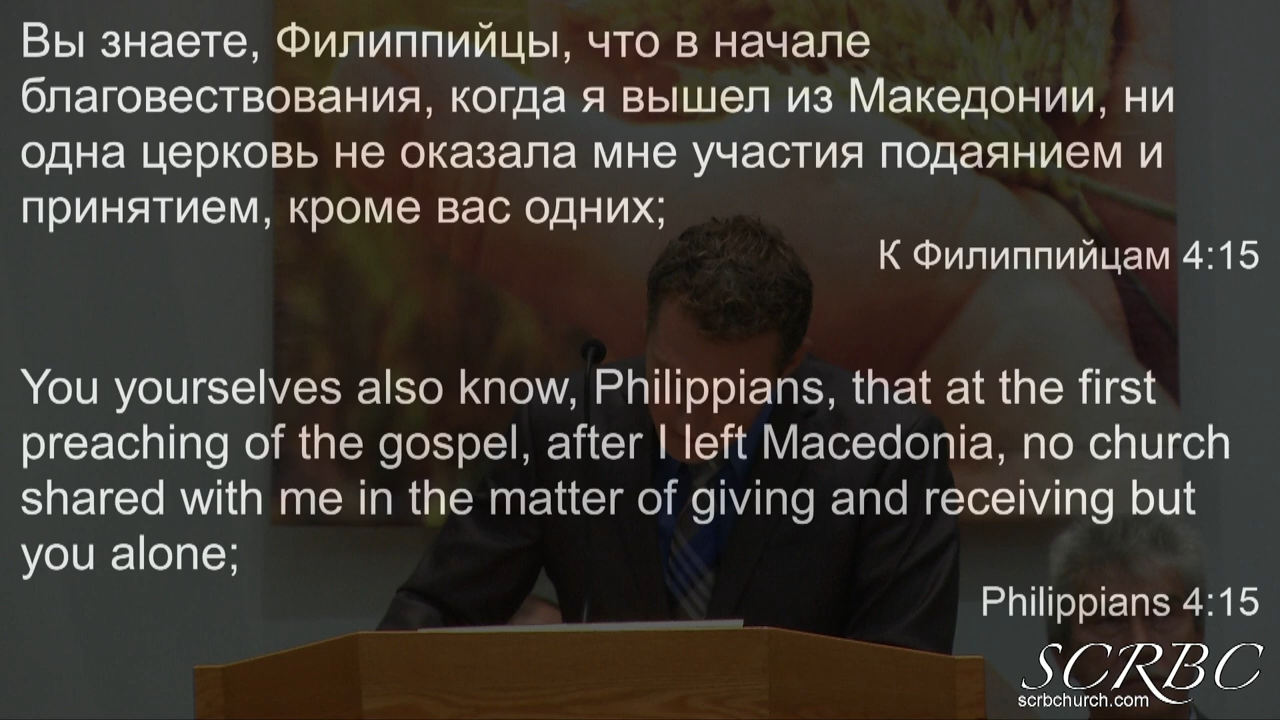 Вы знаете, Филиппийцы, что в начале
благовествования, когда я вышел из Македонии, ни
одна церковь не оказала мне участия подаянием и
принятием, кроме вас одних;
К Филиппийцам 4:15
You yourselves also know, Philippians, that at the first
preaching of the gospel, after I left Macedonia, no church
shared with me in the matter of giving and receiving but
you alone;
Philippians 4:15
SCRBC
scrbchurch.com